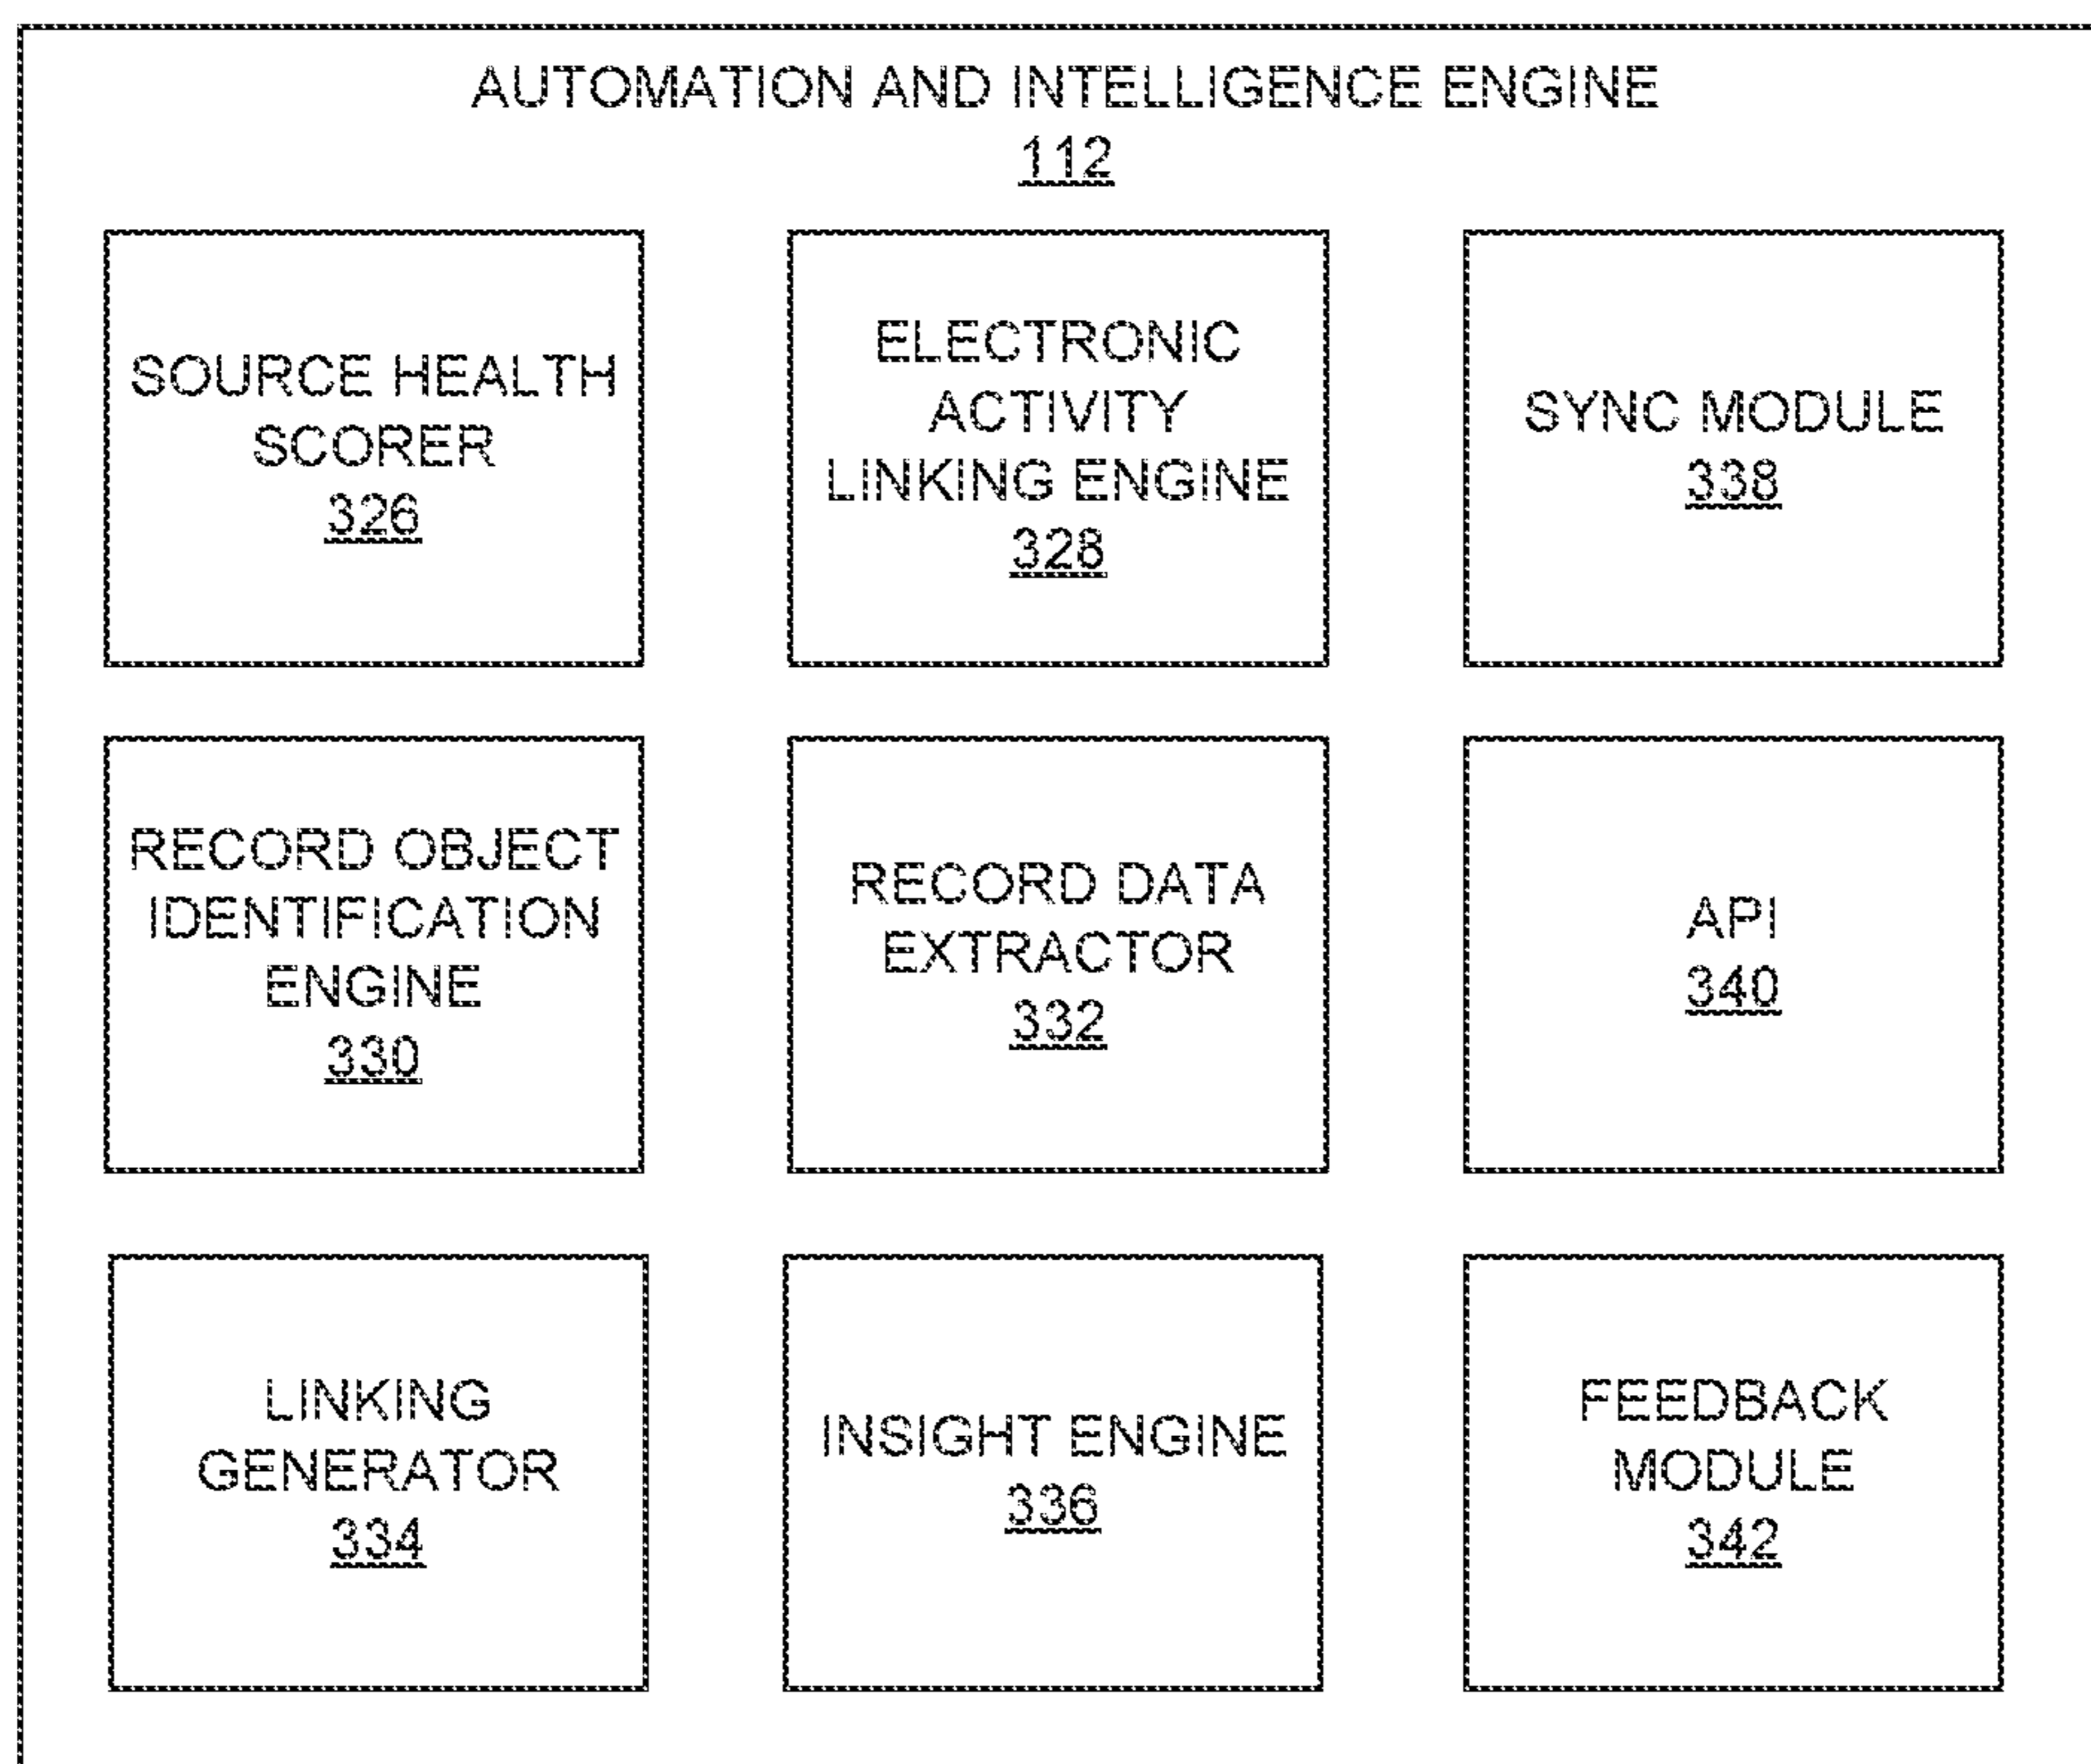 AUTOMATION AND INTELLIGENCE ENGINE
112
SOURCE HEALTH
SCORER
326
ELECTRONIC
ACTIVITY
LINKING ENGINE
328
SYNC MODULE
338
RECORD OBJECT
IDENTIFICATION
ENGINE
330
RECORD DATA
EXTRACTOR
332
API
340
LINKING
GENERATOR
334
INSIGHT ENGINE
336
FEEDBACK
MODULE
342